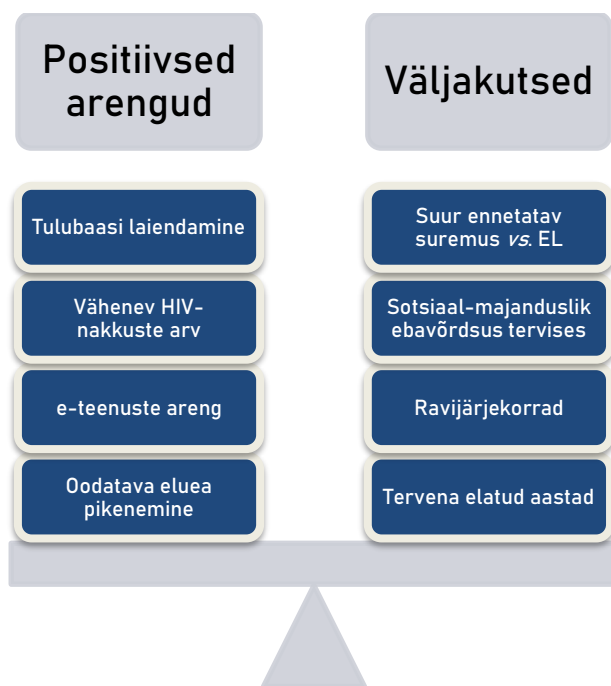 Positiivsed
arengud
Tulubaasi laiendamine
Vähenev HIV-
nakkuste arv
e-teenuste areng
Oodatava eluea
pikenemine
Väljakutsed
Suur ennetatav
suremus vs. EL
Sotsiaal-majanduslik
ebavõrdsus tervises
Ravijärjekorrad
Tervena elatud aastad